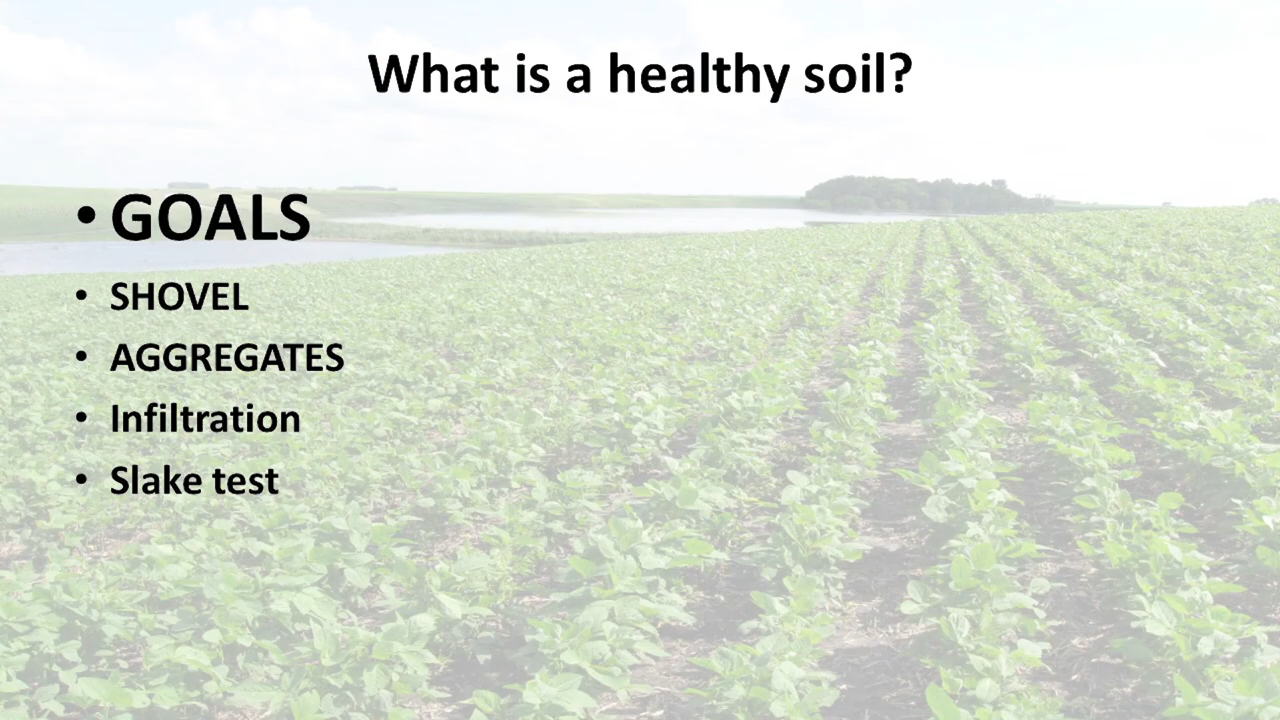 What is a healthy soil?
• GOALS
• SHOVEL
• AGGREGATES
• Infiltration
• Slake test